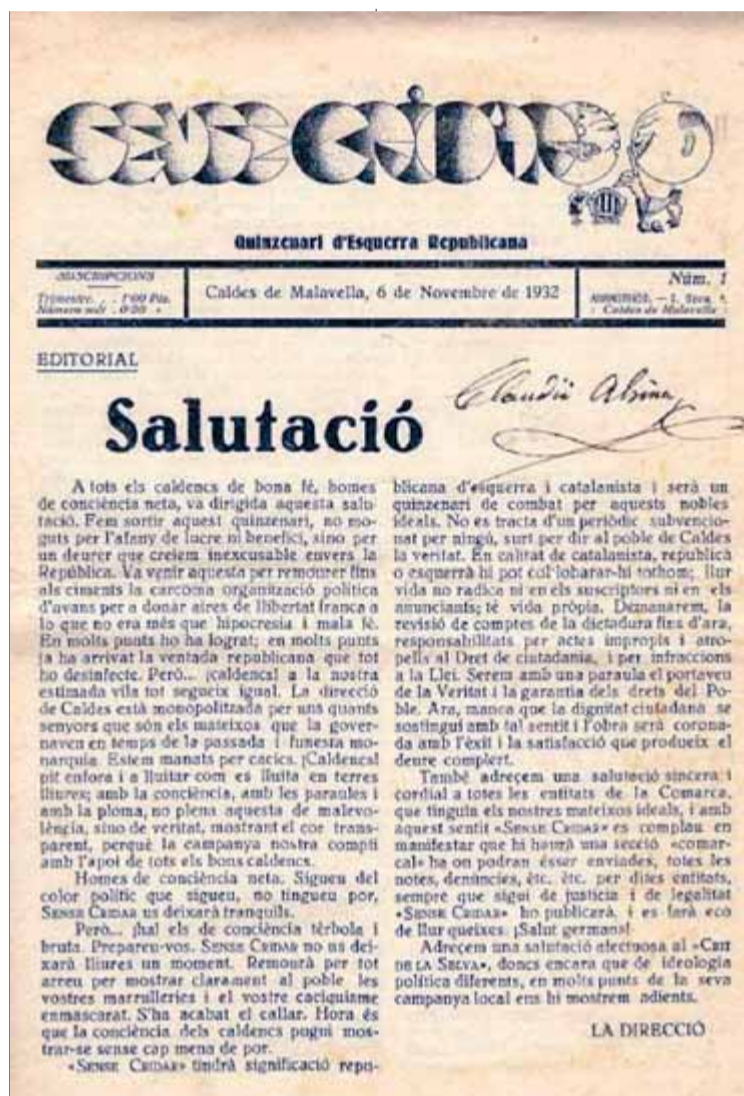 SENSE CRIDAR
Quinzenari d'Esquerra Republicana
SUSCRIPCIONS
Trimestre. . . 1'00 Pta.
Número solt . 0'20 »
Caldes de Malavella, 6 de Novembre de 1932
Núm. 1
Caldes de Malavella
EDITORIAL
Claudi Alsina
Salutació
A tots els caldencs de bona fé, homes
de conciència neta, va dirigida aquesta salu-
tació. Fem sortir aquest quinzenari, no mo-
guts per l'afany de lucre ni benefici, sino per
un deurer que creiem inexcusable envers la
República. Va venir aquesta per remourer fins
als ciments la carcoma organització política
d'avans per a donàr aires de llibertat franca a
lo que no era més que hipocresia i mala fé.
En molts punts ho ha lograt; en molts punts
ja ha arrivat la ventada republicana que tot
ho desinfecte. Però... ¡caldencs! a la nostra
estimada vila tot segueix igual. La direcció
de Caldes està monopolitzada per uns quants
senyors que són els mateixos que la gover-
naven en temps de la passada i funesta mo-
narquia. Estem manats per cacics. ¡Caldencs!
pit enfora i a lluitar com es lluita en terres
lliures; amb la conciència, amb les paraules i
amb la ploma, no plena aquesta de malevo-
lència, sino de veritat, mostrant el cor trans-
parent, perquè la campanya nostra compti
amb l'apoi de tots els bons caldencs.
Homes de conciència neta. Sigueu del
color politic que sigueu, no tingueu por,
SENSE CRIDAR us deixarà tranquils.
Però... ¡hal els de conciència tèrbola i
bruta. Prepareu-vos. SENSE CRIDAR no us dei-
xarà lliures un moment. Remourà per tot
arreu per mostrar clarament al poble les
vostres marrulleries i el vostre caciquisme
enmascarat. S'ha acabat el callar. Hora és
que la conciència dels caldencs pugui mos-
trar-se sense cap mena de por.
«SENSE CRIDAR» tindrà significació repu-
blicana d'esquerra i catalanista i serà un
quinzenari de combat per aquests nobles
ideals. No es tracta d'un periòdic subvencio-
nat per ningú, surt per dir al poble de Caldes
la veritat. En calitat de catalanista, republicà
o esquerrà hi pot col·lobarar-hi tothom; llur
vida no radica ni en els suscriptors ni en els
anunciants; té vida pròpia. Demanarem, la
revisió de comptes de la dictadura fins d'ara,
responsabilitats per actes impropis i atro-
pells al Dret de ciutadania, i per infraccions
a la Llei. Serem amb una paraula el portaveu
de la Veritat i la garantia dels drets del Po-
ble. Ara, manca que la dignitat ciutadana se
sostingui amb tal sentit i l'obra serà corona-
da amb l'èxit i la satisfacció que produeix el
deure complert.
També adreçem una salutació sincera i
cordial a totes les entitats de la Comarca,
que tinguin els nostres mateixos ideals, i amb
aquest sentit «SENSE CRIDAR» es complau en
manifestar que hi haurà una secció «comar-
cal» ha on podran ésser enviades, totes les
notes, denúncies, étc. étc. per dites entitats,
sempre que sigui de justicia i de legalitat
«SENSE CRIDAR» ho publicarà, i es farà eco
de llur queixes. ¡Salut germans!
Adreçem una salutació afectuosa al «CRIT
DE LA SELVA», doncs encara que de ideologia
política diferents, en molts punts de la seva
campanya local ens hi mostrem adients.
LA DIRECCIÓ